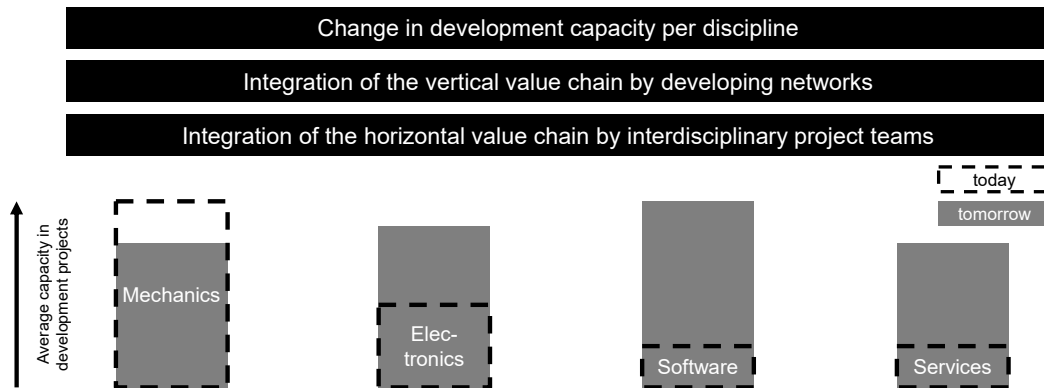 Change in development capacity per discipline
Integration of the vertical value chain by developing networks
Integration of the horizontal value chain by interdisciplinary project teams
today
tomorrow
Average capacity in
development projects
Mechanics
Elec-
tronics
Software
Services